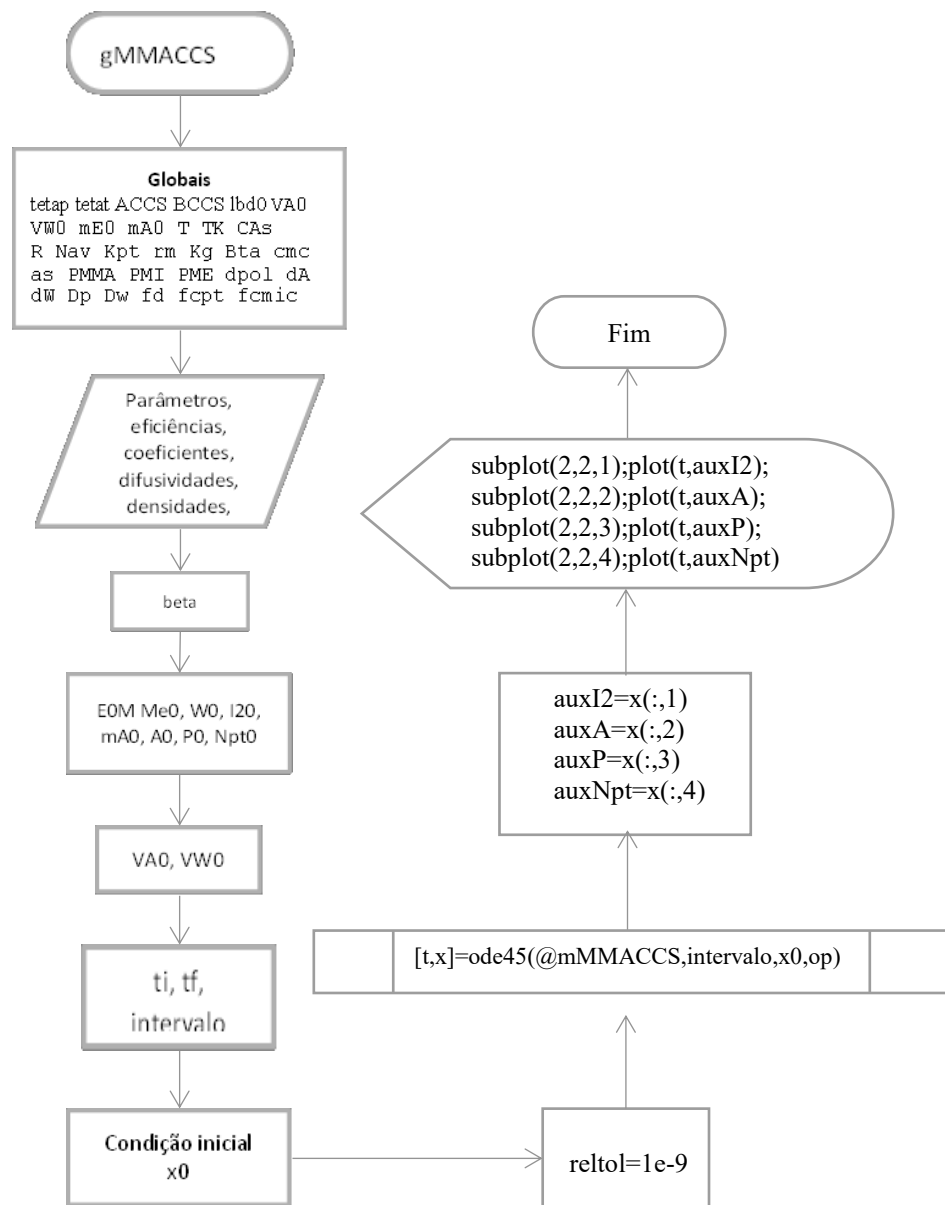 gMMACCS
Globais
tetap tetat ACCS BCCS lbd0 VA0
VW0 mE0 mA0 T TK CAs
R Nav Kpt rm Kg Bta cmc
as PMMA PMI PME dpol dA
dW Dp Dw fd fcpt fcmic
Parâmetros,
eficiências,
coeficientes,
difusividades,
densidades,
beta
E0M Me0, W0, I20,
mA0, A0, P0, Npt0
VA0, VW0
ti, tf,
intervalo
Condição inicial
x0
reltol=1e-9
[t,x]=ode45(@mMMACCS,intervalo,x0,op)
auxI2=x(:,1)
auxA=x(:,2)
auxP=x(:,3)
auxNpt=x(:,4)
subplot(2,2,1);plot(t,auxI2);
subplot(2,2,2);plot(t,auxA);
subplot(2,2,3);plot(t,auxP);
subplot(2,2,4);plot(t,auxNpt)
Fim